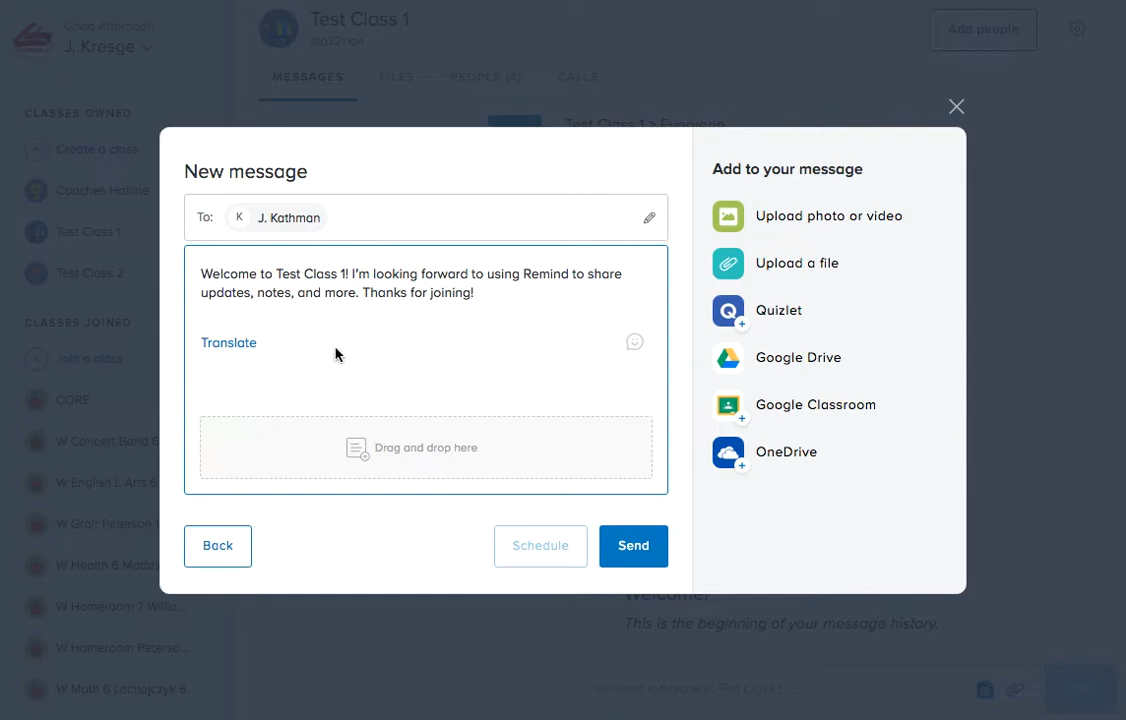 Good Afternoon,
J. Kresge
Test Class 1
Add people
MESSAGES
FILES
PEOPLE (4)
CALLS
CLASSES OWNED
Create a class
Coaches Hotline
Test Class 1
Test Class 2
CLASSES JOINED
Join a class
CORE
W Concert Band 6
W English L Arts 6
W Grair Peterson 1
W Health 6 Mattes
W Homeroom 7 Willia...
W Homeroom Peterso...
W Math 6 Lachajczyk 6
Test Class 1 > Everyone
New message
To:
K
J. Kathman
Welcome to Test Class 1! I'm looking forward to using Remind to share
updates, notes, and more. Thanks for joining!
Translate
Drag and drop here
Back
Schedule
Send
Add to your message
Upload photo or video
Upload a file
Quizlet
Google Drive
Google Classroom
OneDrive
Welcome!
This is the beginning of your message history.